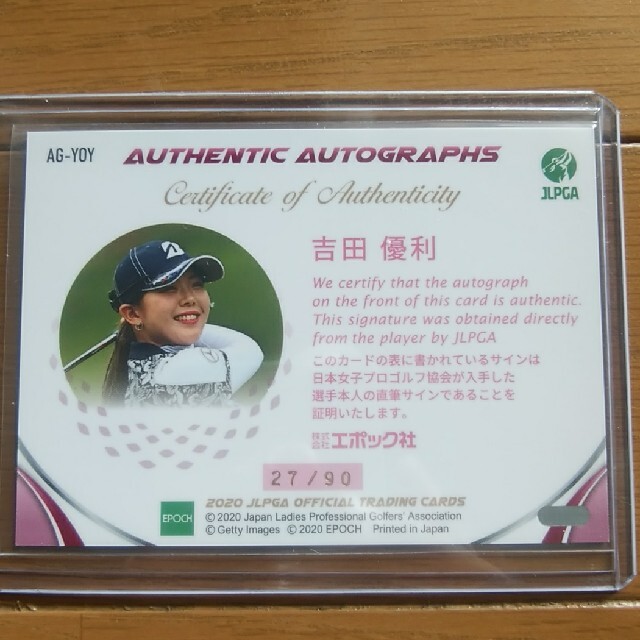 AG-YOY
AUTHENTIC AUTOGRAPHS
JLPGA
Certificate of Authenticity
吉田 優利
We certify that the autograph
on the front of this card is authentic.
This signature was obtained directly
from the player by JLPGA
このカードの表に書かれているサインは
日本女子プロゴルフ協会が入手した
選手本人の直筆サインであることを
証明いたします。
株式会社エポック社
27/90
EPOCH
2020 JLPGA OFFICIAL TRADING CARDS
© 2020 Japan Ladies Professional Golfers' Association
© Getty Images © 2020 EPOCH Printed in Japan